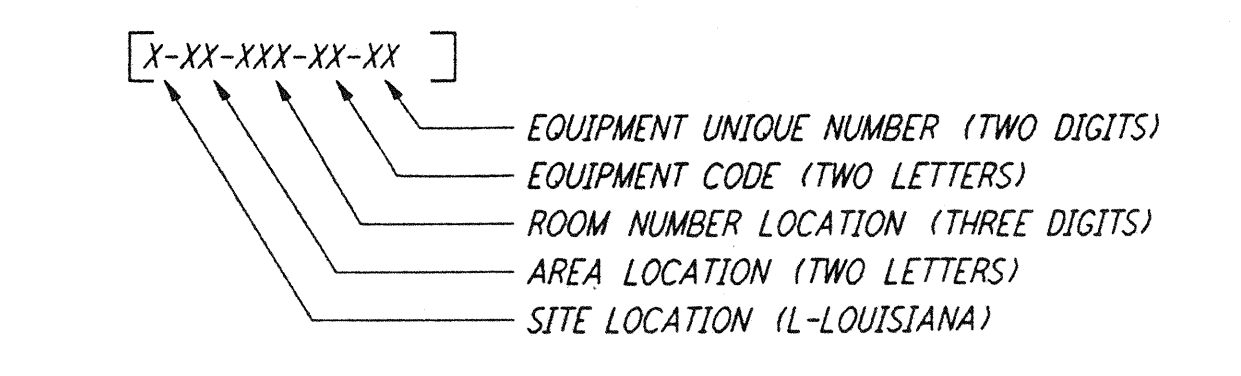 [X-XX-XXX-XX-XX ]
EQUIPMENT UNIQUE NUMBER (TWO DIGITS)
EQUIPMENT CODE (TWO LETTERS)
ROOM NUMBER LOCATION (THREE DIGITS)
AREA LOCATION (TWO LETTERS)
SITE LOCATION (L-LOUISIANA)